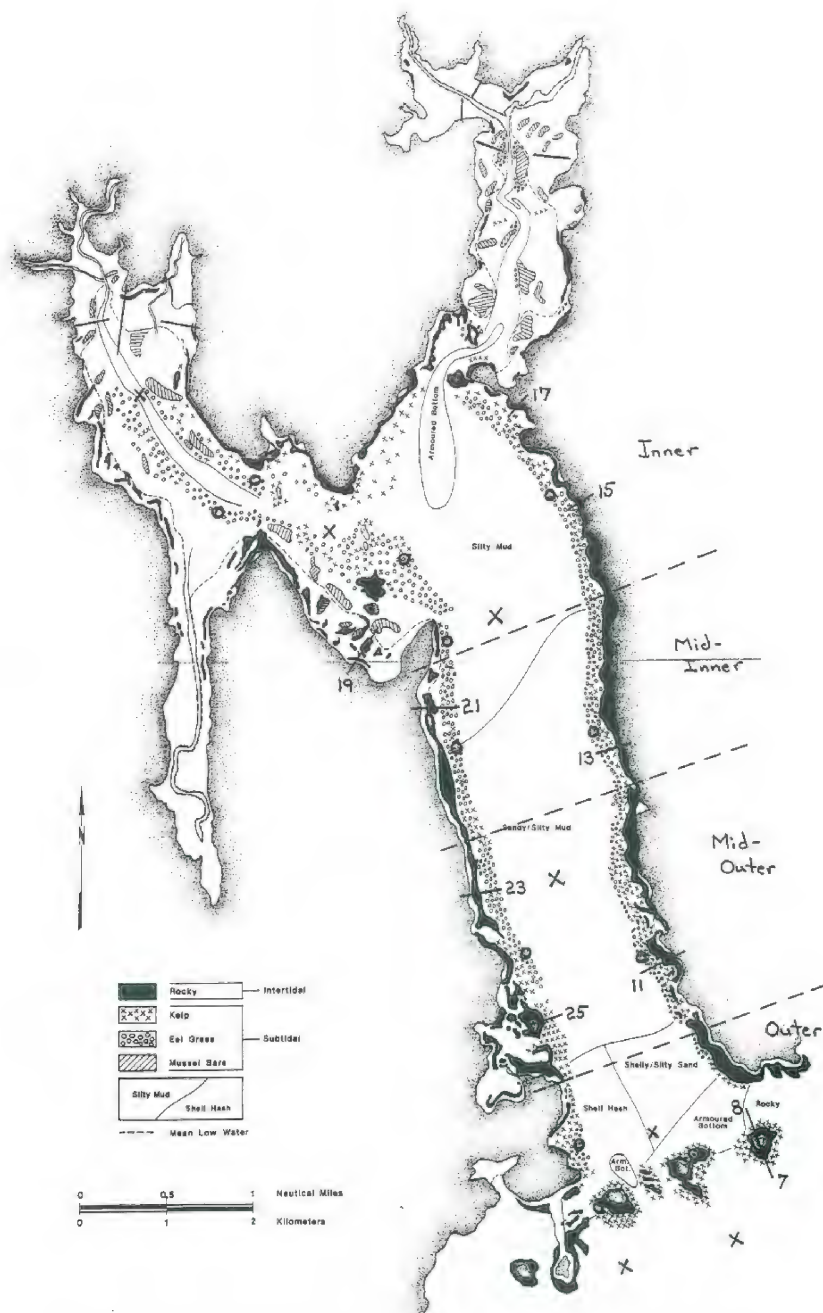 17
Armoured Bottom
Inner
15
Silty Mud
Mid-
Inner
19
21
13
N
Sandy/Silty Mud
Mid-
Outer
23
11
25
Outer
Rocky
Intertidal
Kelp
Eel Grass
Subtidal
Mussel Bars
Silty Mud
Shell Hash
Mean Low Water
Shelly/Silty Sand
Shell Hash
8
Rocky
Armoured
Bottom
Arm.
Bot.
7
0 0.5 1 Nautical Miles
0 1 2 Kilometers